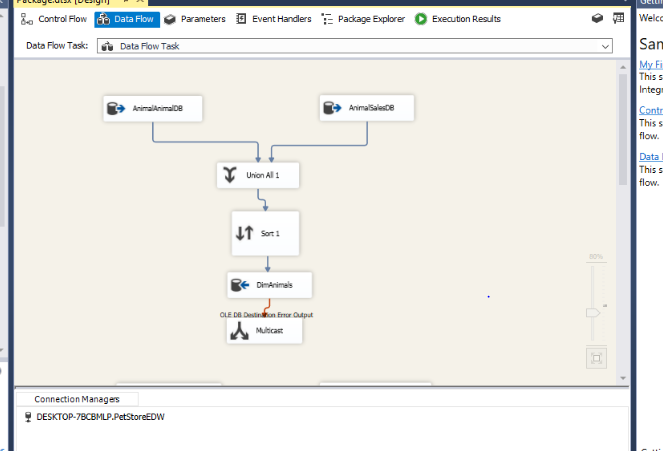 Package.dtsx [Design]
Control Flow Data Flow Parameters Event Handlers Package Explorer Execution Results
Data Flow Task: Data Flow Task
AnimalAnimalDB AnimalSalesDB
Union All 1
Sort 1
DimAnimals
OLE DB Destination Error Output
Multicast
80%
Connection Managers
DESKTOP-7BCBMLP.PetStoreEDW
Welco
San
My Fi
This s
Integr
Contr
This s
flow.
Data
This s
flow.